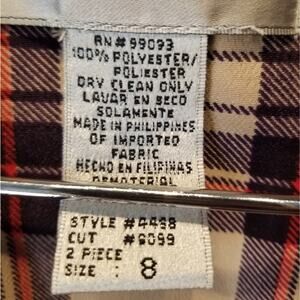 RN#99093
100% POLYESTER/
POLIESTER
DRY CLEAN ONLY
LAVAR EN SECO
SOLAMENTE
MADE IN PHILIPPINES
OF IMPORTED
FABRIC
HECHO EN FILIPINAS
DEMATERIAL
STYLE #4498
CUT #6099
2 PIECE
SIZE : 8